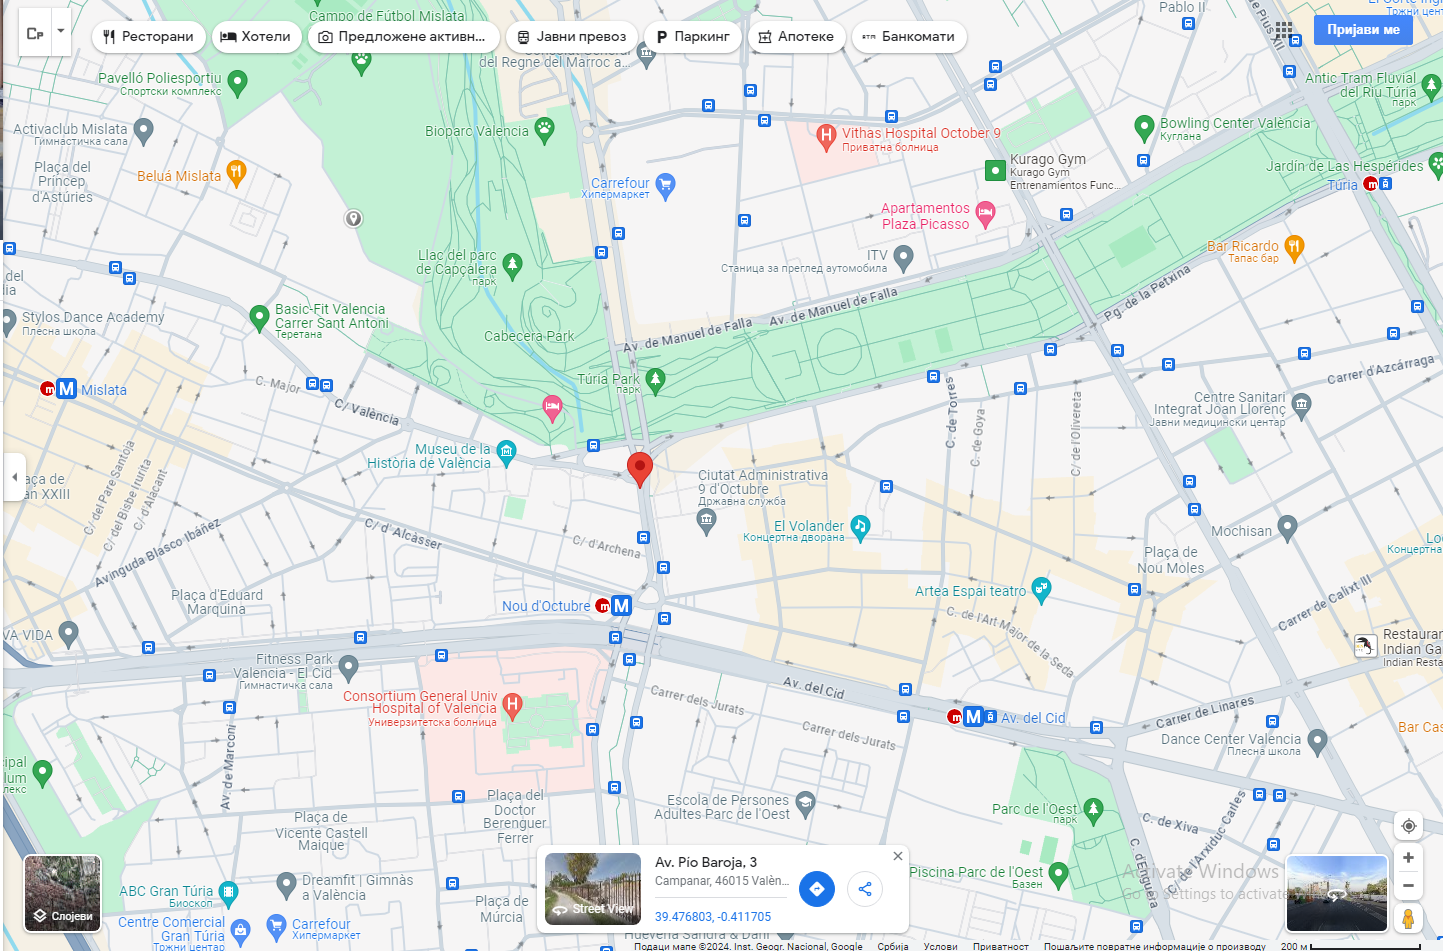 Ср
Ресторани
Хотели
Предложене активн...
Јавни превоз
Паркинг
Апотеке
Банкомати
Пријави ме
Campo de Fútbol Mislata
del Regne del Marroc a...
Pablo II
Тржни цент
Pavelló Poliesportiu
Спортски комплекс
Antic Tram Fluvial
del Riu Túria
парк
Activaclub Mislata
Гимнастичка сала
Bioparc Valencia
Vithas Hospital October 9
Приватна болница
Bowling Center València
Куглана
Plaça del
Príncep
d'Astúries
Beluá Mislata
Carrefour
Хипермаркет
Kurago Gym
Kurago Gym
Entrenamientos Func...
Jardín de Las Hespérides
Túria
Apartamentos
Plaza Picasso
Llac del parc
de Capçalera
парк
ITV
Станица за преглед аутомобила
Bar Ricardo
Тапас бар
Pg. de la Petxina
Stylos Dance Academy
Плесна школа
Basic-Fit Valencia
Carrer Sant Antoni
Теретана
Cabecera Park
Av. de Manuel de Falla
Av. de Manuel de Falla
Mislata
C. Major
C/ València
Túria Park
парк
Carrer d'Azcárraga
C. de Torres
C. de Goya
C/ de l'Olivereta
Centre Sanitari
Integrat Joan Llorenç
Јавни медицински центар
Museu de la
Història de València
Ciutat Administrativa
9 d'Octubre
Државна служба
C/ del Pare Santoja
C/ del Bisbe Irurita
C/ d'Alacant
Avinguda Blasco Ibáñez
C/ d'Alcàsser
C/ d'Archena
El Volander
Концертна дворана
Mochisan
Plaça de
Nou Moles
Plaça d'Eduard
Marquina
Nou d'Octubre
Artea Espai teatro
C. de l'Art Major de la Seda
Carrer de Calixt III
VA VIDA
Restauran
Indian Ga
Indian Resta
Fitness Park
Valencia - El Cid
Гимнастичка сала
Consortium General Univ
Hospital of Valencia
Универзитетска болница
Av. del Cid
Carrer dels Jurats
Carrer dels Jurats
Av. del Cid
Carrer de Linares
Bar Cas
Dance Center Valencia
Плесна школа
Av. de Marconi
Plaça del
Doctor
Berenguer
Ferrer
Escola de Persones
Adultes Parc de l'Oest
Parc de l'Oest
парк
Plaça de
Vicente Castell
Maique
C. de Xiva
C. de l'Arxiduc Carles
C. d'Enguera
ABC Gran Túria
Биоскоп
Dreamfit | Gimnàs
a València
Plaça de
Múrcia
Centre Comercial
Gran Túria
Тржни центар
Carrefour
Хипермаркет
Piscina Parc de l'Oest
Базен
Слојеви
Street View
Av. Pío Baroja, 3
Campanar, 46015 Valèn...
39.476803, -0.411705
Activate Windows
Go to Settings to activate
Подаци мапе ©2024. Inst. Geogr. Nacional, Google
Србија
Услови
Приватност
Пошаљите повратне информације о производу
200 м